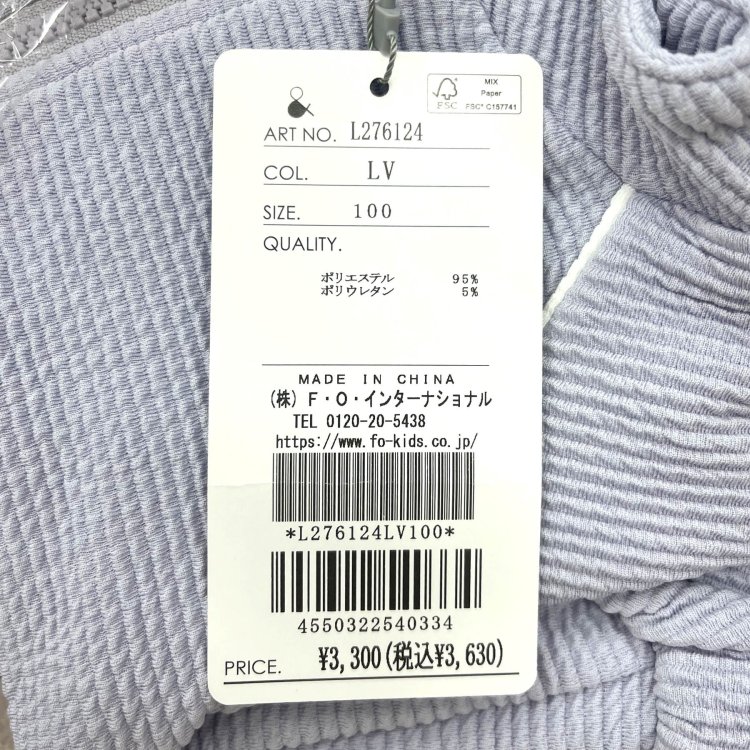 &
MIX
Paper
FSC
FSC® C157741
ART NO. L276124
COL. LV
SIZE. 100
QUALITY.
ポリエステル 95%
ポリウレタン 5%
MADE IN CHINA
(株) F・O・インターナショナル
TEL 0120-20-5438
https://www.fo-kids.co.jp/
*L276124LV100*
4550322540334
PRICE. ¥3,300(税込¥3,630)